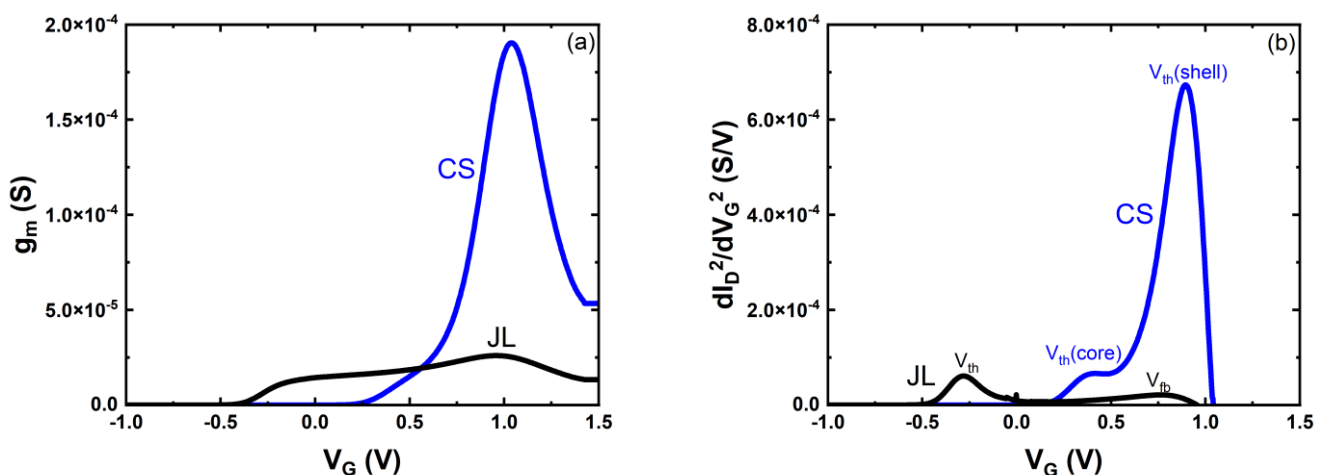 (a)
2.0×10⁻⁴
1.5×10⁻⁴
1.0×10⁻⁴
5.0×10⁻⁵
0.0
gₘ (S)
CS
JL
-1.0 -0.5 0.0 0.5 1.0 1.5
V_G (V)
(b)
8.0×10⁻⁴
6.0×10⁻⁴
4.0×10⁻⁴
2.0×10⁻⁴
0.0
dI_D²/dV_G² (S/V)
V_th(shell)
CS
V_th(core)
JL
V_th
V_fb
-1.0 -0.5 0.0 0.5 1.0 1.5
V_G (V)